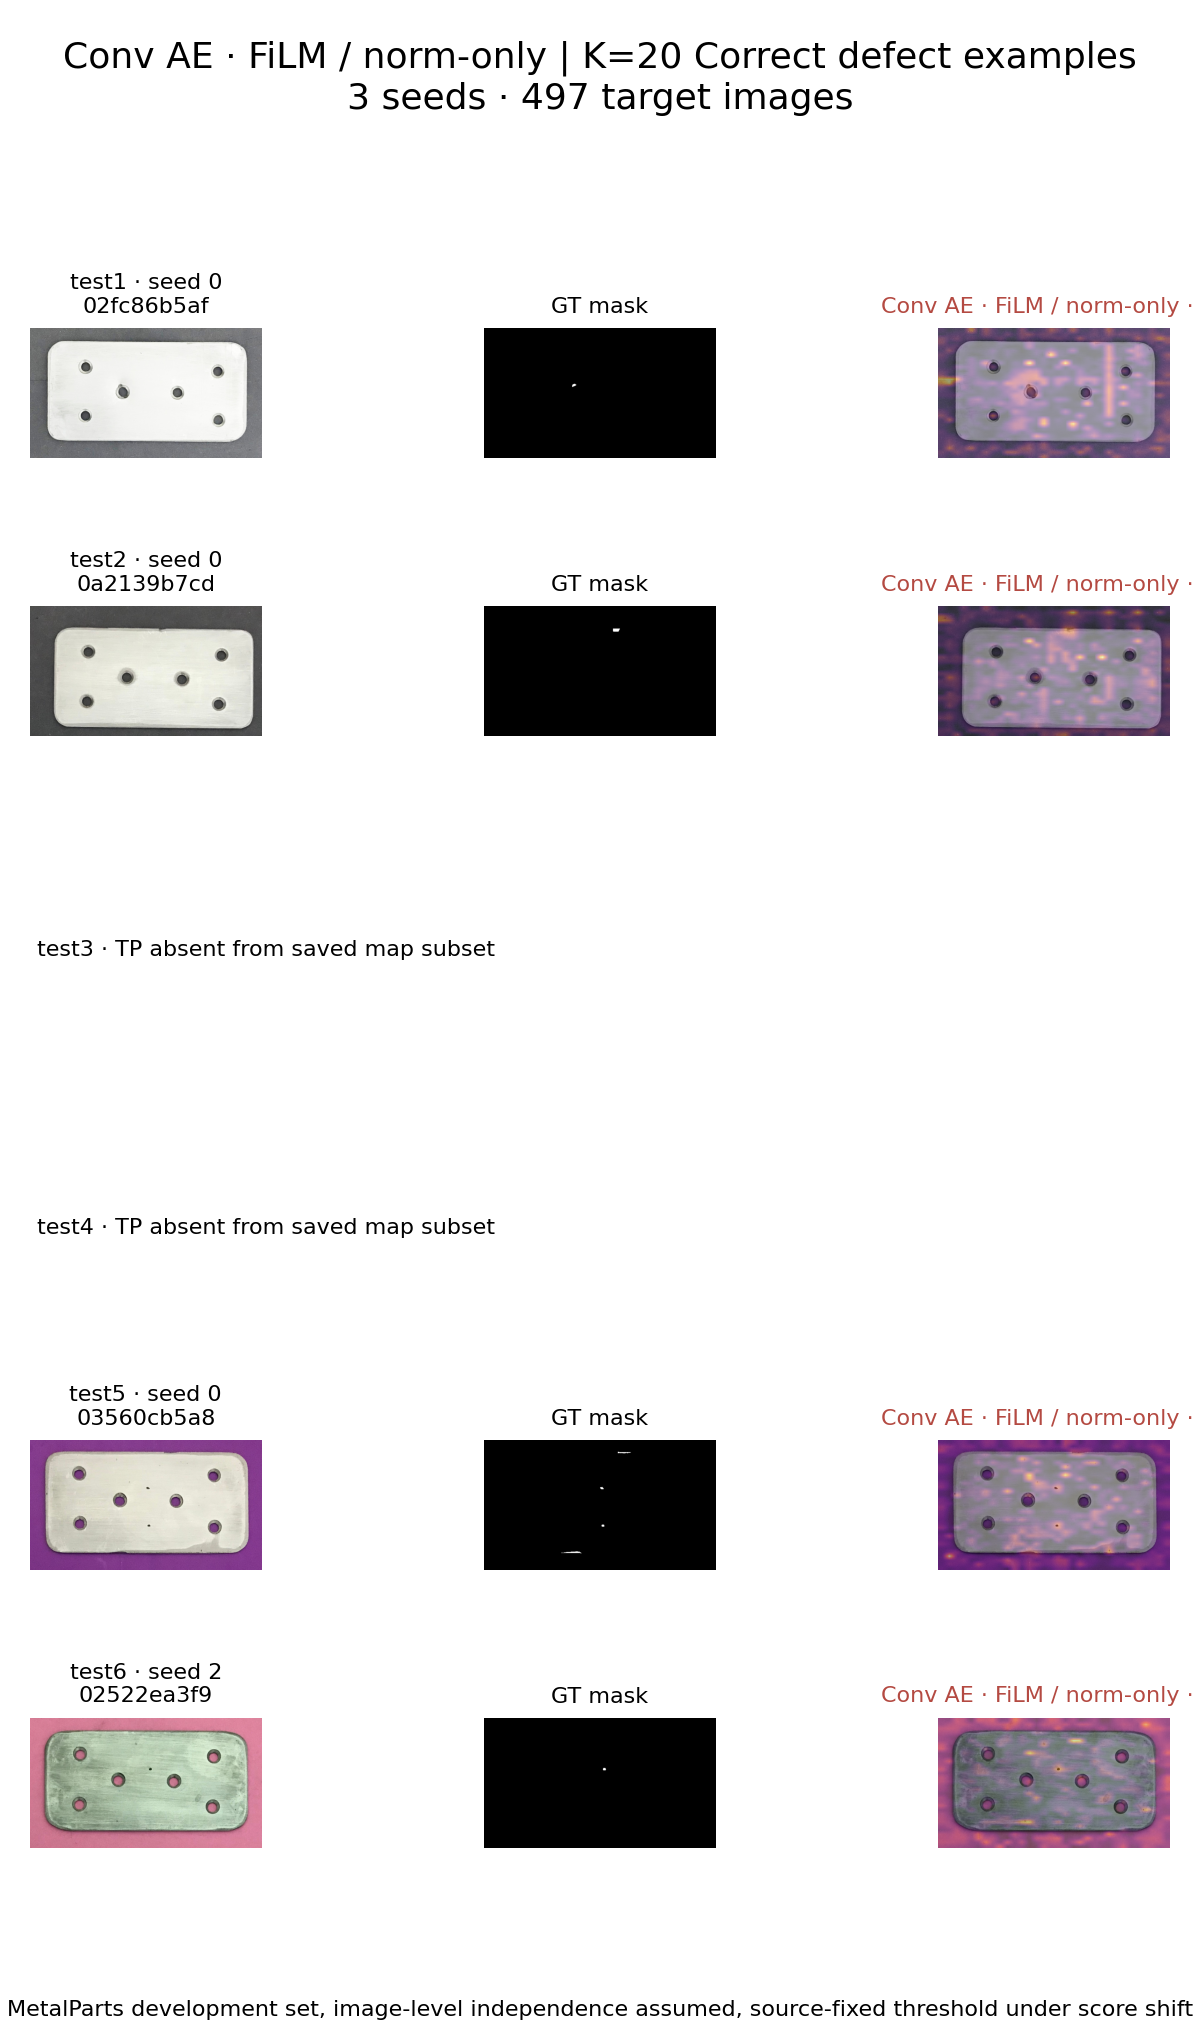 Conv AE · FiLM / norm-only | K=20 Correct defect examples
3 seeds · 497 target images
test1 · seed 0
02fc86b5af
GT mask
Conv AE · FiLM / norm-only ·
test2 · seed 0
0a2139b7cd
GT mask
Conv AE · FiLM / norm-only ·
test3 · TP absent from saved map subset
test4 · TP absent from saved map subset
test5 · seed 0
03560cb5a8
GT mask
Conv AE · FiLM / norm-only ·
test6 · seed 2
02522ea3f9
GT mask
Conv AE · FiLM / norm-only ·
MetalParts development set, image-level independence assumed, source-fixed threshold under score shift